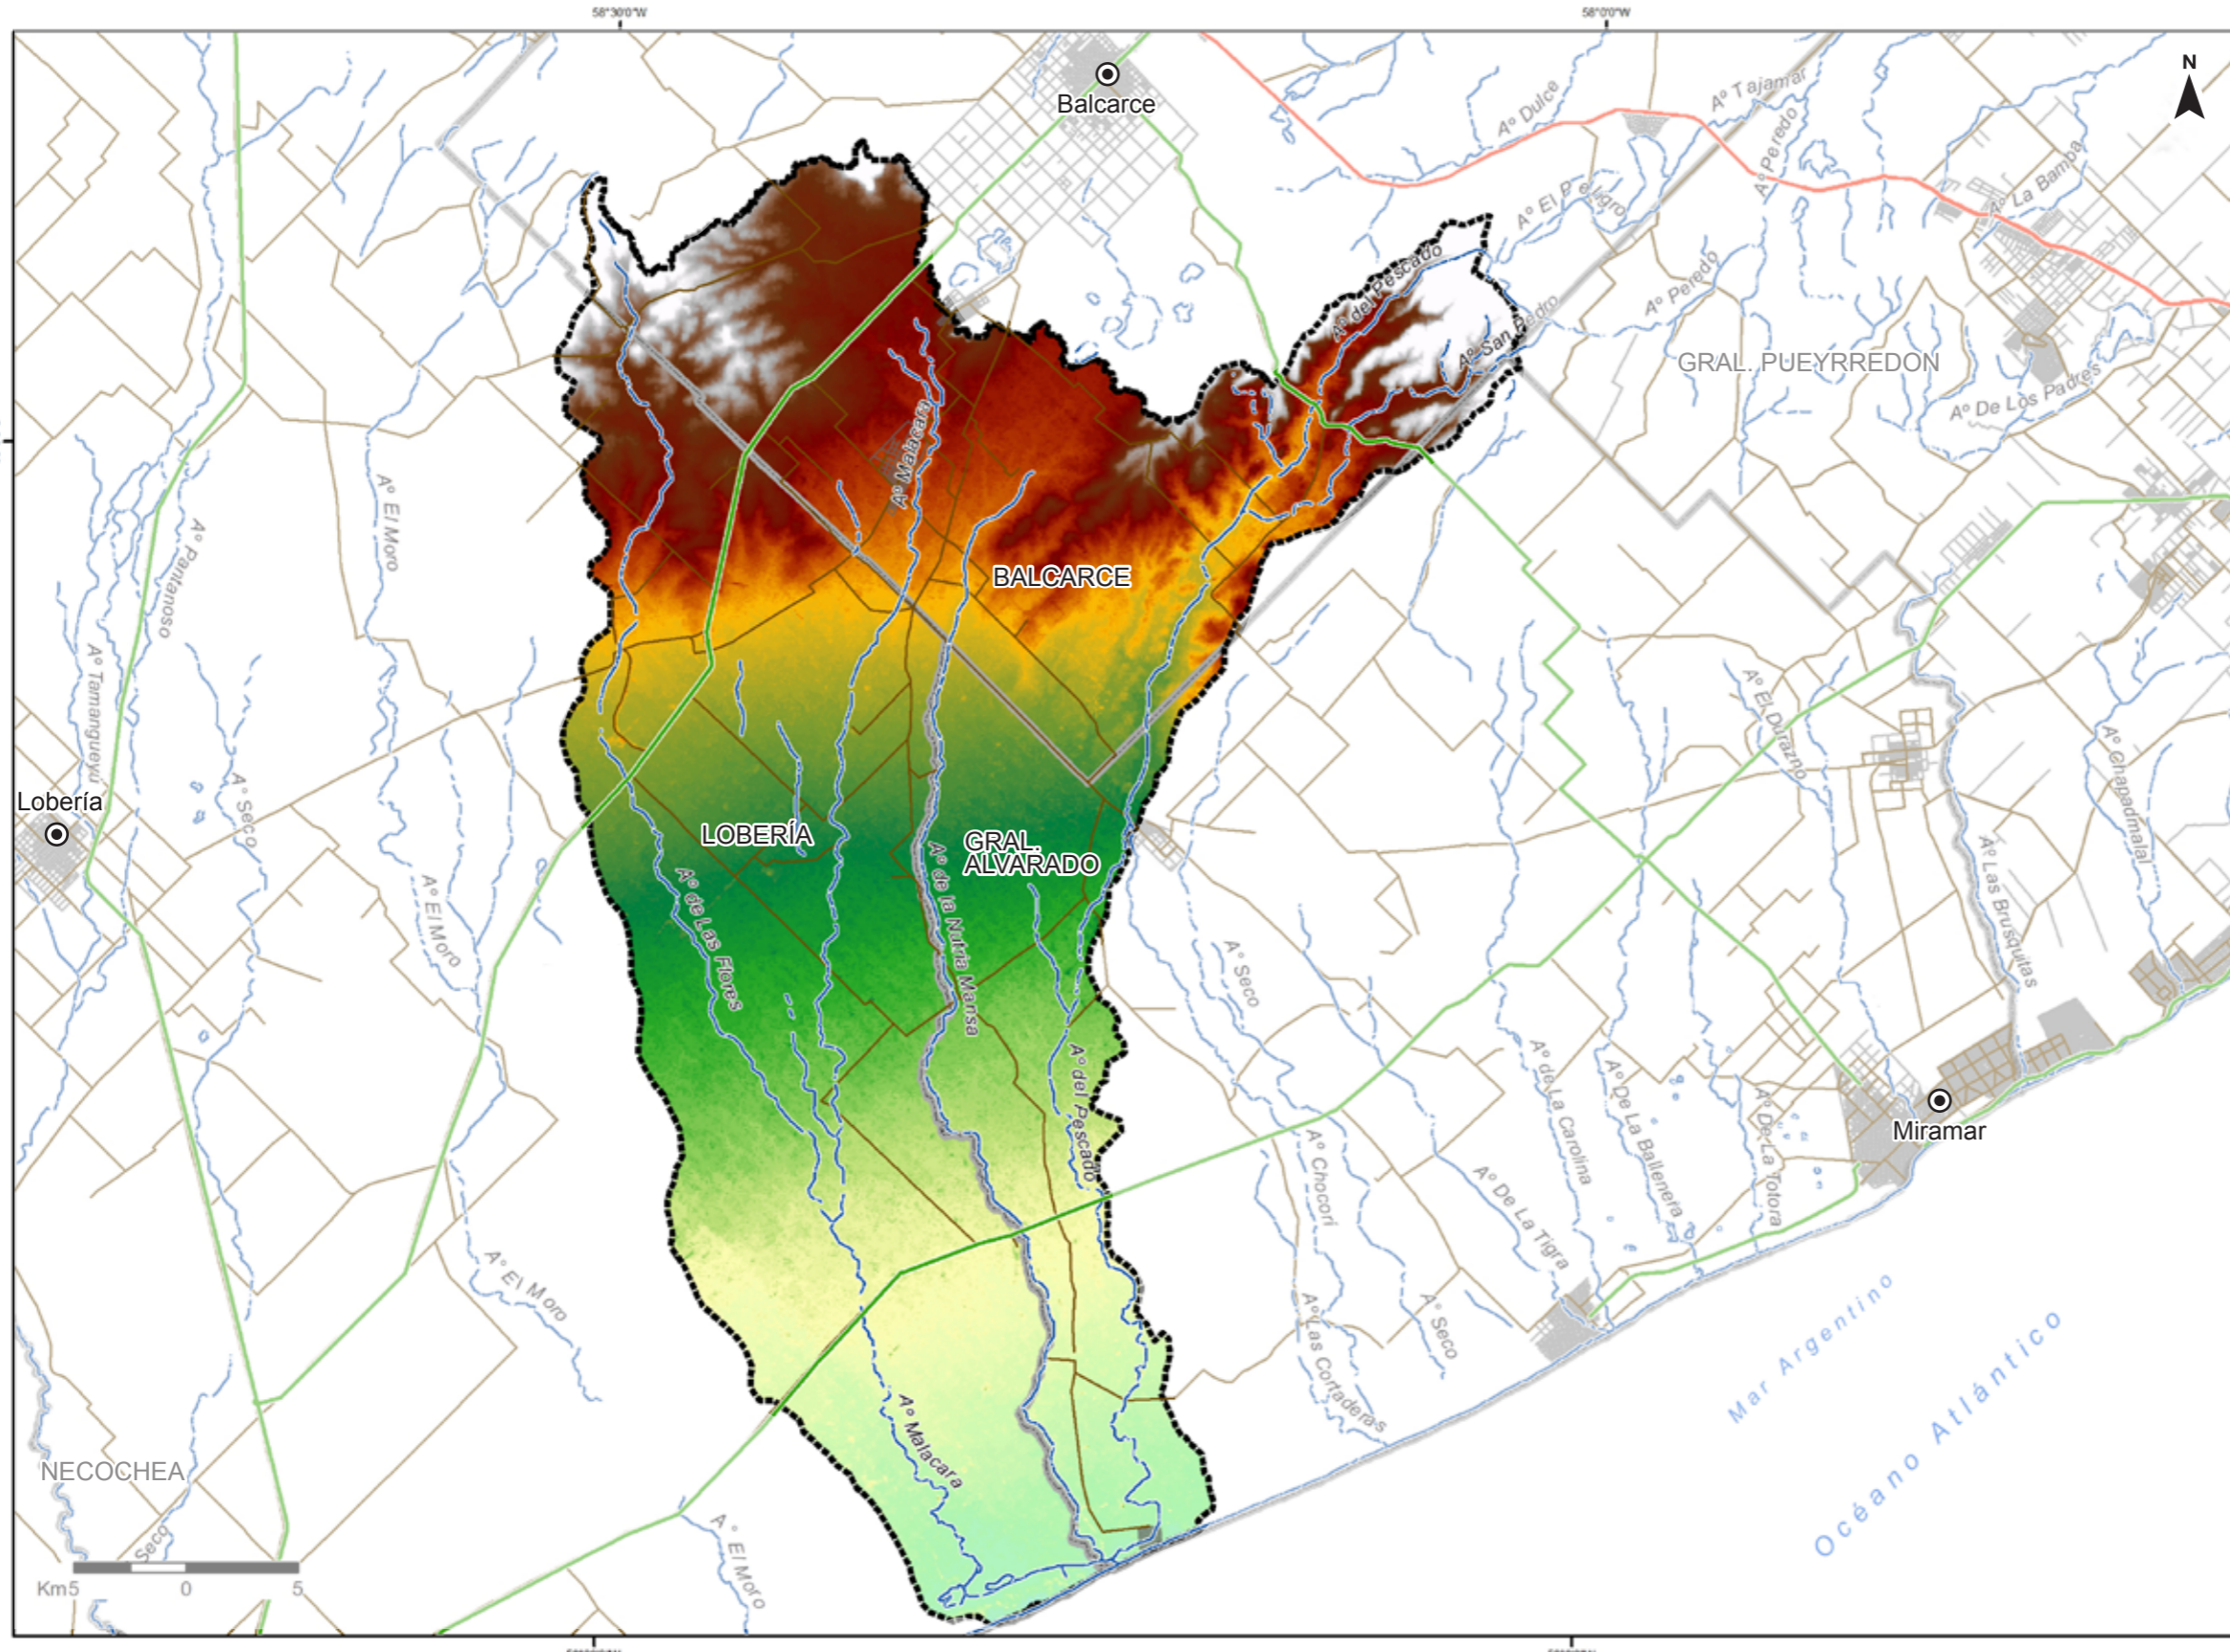 58°30'0"W
58°0'0"W
N
Balcarce
Aº Dulce
Aº Tajamar
Aº Peredo
Aº La Bampa
Aº El Peligro
Aº del Pescado
Aº San Pedro
Aº Peredo
GRAL. PUEYRREDON
Aº De Los Padres
Aº Malacara
Aº El Moro
Aº Pantanoso
BALCARCE
Aº Tamangueyú
Aº El Durazno
Aº Chapadmalal
Lobería
Aº Seco
LOBERÍA
GRAL.
ALVARADO
Aº Las Brusquitas
Aº de Las Flores
Aº de la Nutria Mansa
Aº El Moro
Aº Seco
Aº del Pescado
Aº de La Carolina
Aº De La Ballenera
Aº De La Totora
Miramar
Aº Chocorí
Aº De La Tigra
Aº El Moro
Aº Las Cortaderas
Aº Seco
Mar Argentino
Océano Atlántico
Aº Malacara
NECOCHEA
Seco
Aº El Moro
Km5 0 5